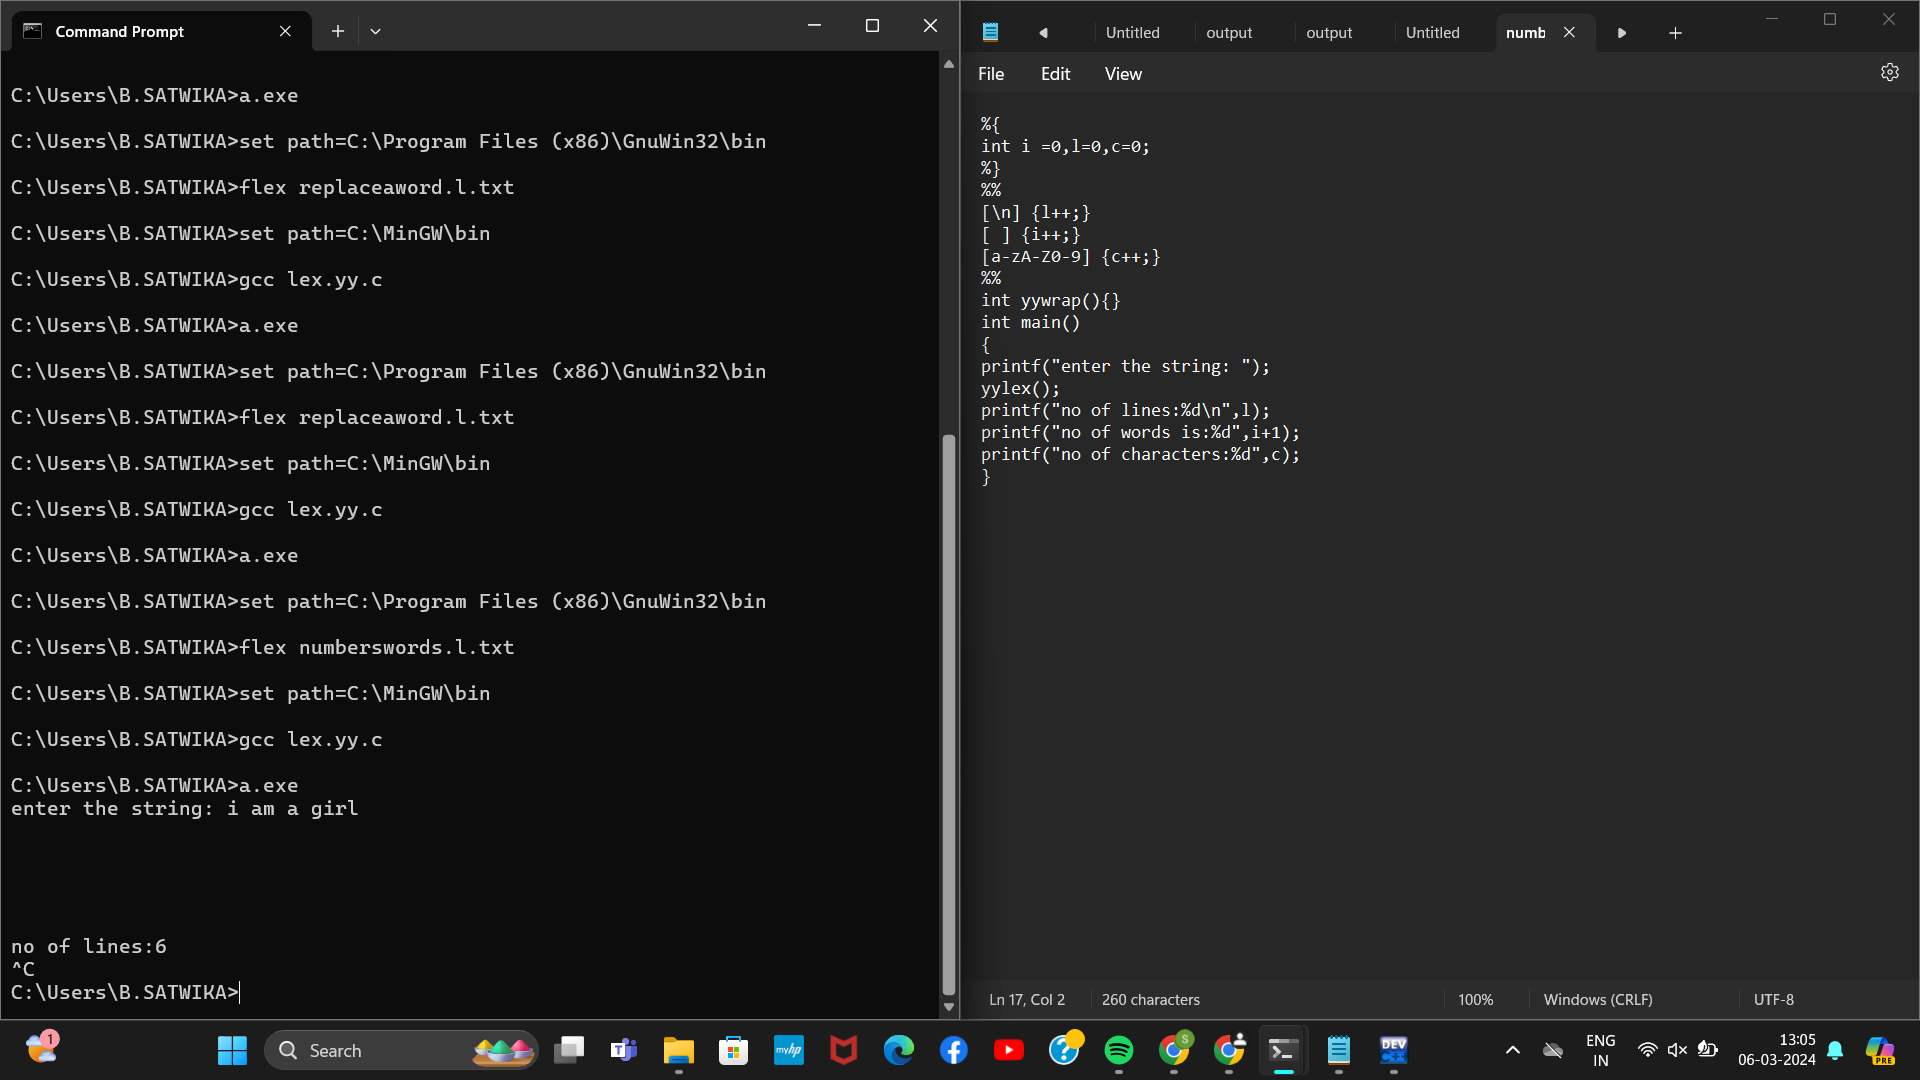 Command Prompt
C:\Users\B.SATWIKA>a.exe
C:\Users\B.SATWIKA>set path=C:\Program Files (x86)\GnuWin32\bin
C:\Users\B.SATWIKA>flex replaceaword.l.txt
C:\Users\B.SATWIKA>set path=C:\MinGW\bin
C:\Users\B.SATWIKA>gcc lex.yy.c
C:\Users\B.SATWIKA>a.exe
C:\Users\B.SATWIKA>set path=C:\Program Files (x86)\GnuWin32\bin
C:\Users\B.SATWIKA>flex replaceaword.l.txt
C:\Users\B.SATWIKA>set path=C:\MinGW\bin
C:\Users\B.SATWIKA>gcc lex.yy.c
C:\Users\B.SATWIKA>a.exe
C:\Users\B.SATWIKA>set path=C:\Program Files (x86)\GnuWin32\bin
C:\Users\B.SATWIKA>flex numberswords.l.txt
C:\Users\B.SATWIKA>set path=C:\MinGW\bin
C:\Users\B.SATWIKA>gcc lex.yy.c
C:\Users\B.SATWIKA>a.exe
enter the string: i am a girl
no of lines:6
^C
C:\Users\B.SATWIKA>
Untitled output output Untitled numb
File Edit View
%{
int i =0,l=0,c=0;
%}
%%
[\n] {l++;}
[ ] {i++;}
[a-zA-Z0-9] {c++;}
%%
int yywrap(){}
int main()
{
printf("enter the string: ");
yylex();
printf("no of lines:%d\n",l);
printf("no of words is:%d",i+1);
printf("no of characters:%d",c);
}
Ln 17, Col 2 260 characters 100% Windows (CRLF) UTF-8
1
Search
myhp
S
DEV
C++
ENG
IN
13:05
06-03-2024
PRE